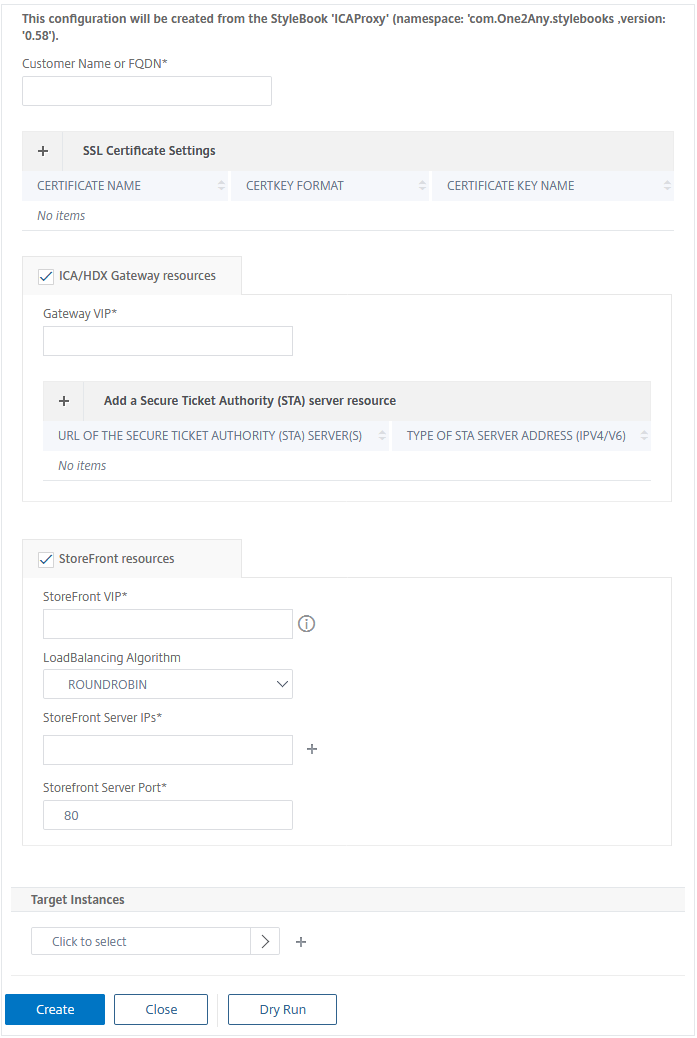 This configuration will be created from the StyleBook 'ICAProxy' (namespace: 'com.One2Any.stylebooks ,version:
'0.58').
Customer Name or FQDN*
+ SSL Certificate Settings
CERTIFICATE NAME CERTKEY FORMAT CERTIFICATE KEY NAME
No items
ICA/HDX Gateway resources
Gateway VIP*
+ Add a Secure Ticket Authority (STA) server resource
URL OF THE SECURE TICKET AUTHORITY (STA) SERVER(S) TYPE OF STA SERVER ADDRESS (IPV4/V6)
No items
StoreFront resources
StoreFront VIP*
LoadBalancing Algorithm
ROUNDROBIN
StoreFront Server IPs*
+
Storefront Server Port*
80
Target Instances
Click to select +
Create Close Dry Run